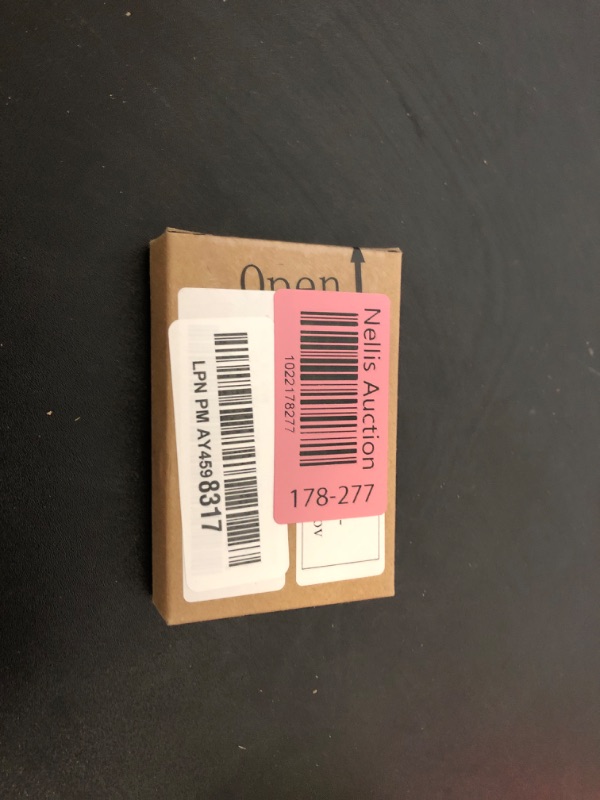 Open
Nellis Auction
1022178277
178-277
LPN PM AY4598317